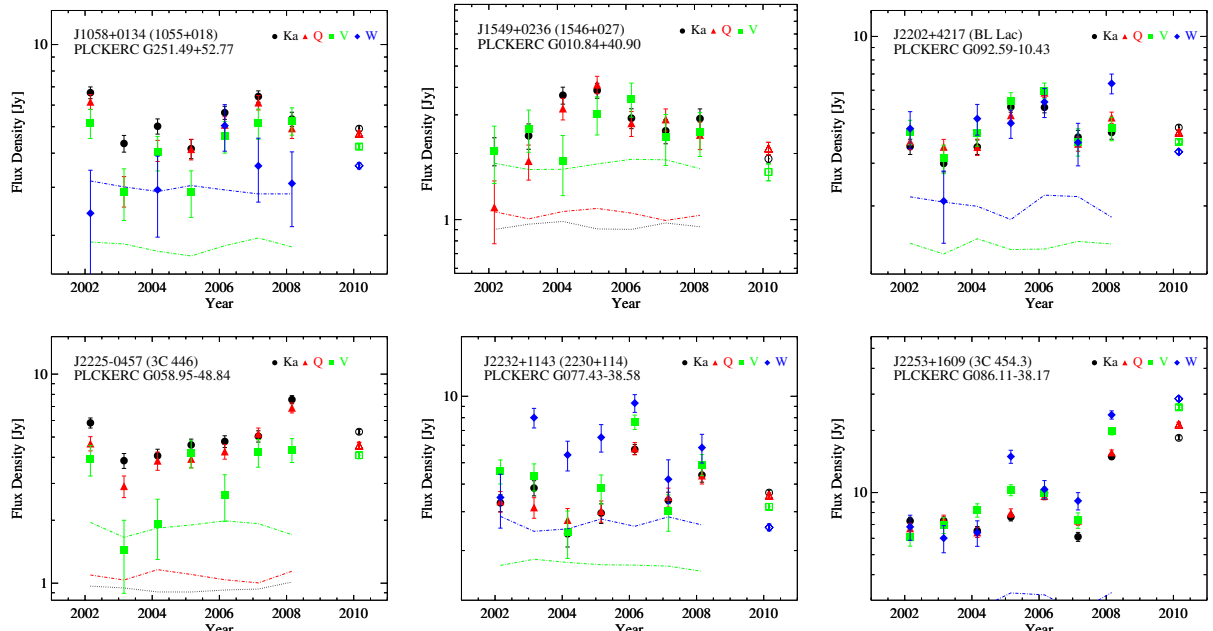 J1058+0134 (1055+018) Ka Q V W
PLCKERC G251.49+52.77
10
Flux Density [Jy]
2002 2004 2006 2008 2010
Year
J1549+0236 (1546+027) Ka Q V
PLCKERC G010.84+40.90
1
Flux Density [Jy]
2002 2004 2006 2008 2010
Year
J2202+4217 (BL Lac) Ka Q V W
PLCKERC G092.59-10.43
10
Flux Density [Jy]
2002 2004 2006 2008 2010
Year
J2225-0457 (3C 446) Ka Q V
PLCKERC G058.95-48.84
10
1
Flux Density [Jy]
2002 2004 2006 2008 2010
Year
J2232+1143 (2230+114) Ka Q V W
PLCKERC G077.43-38.58
10
Flux Density [Jy]
2002 2004 2006 2008 2010
Year
J2253+1609 (3C 454.3) Ka Q V W
PLCKERC G086.11-38.17
10
Flux Density [Jy]
2002 2004 2006 2008 2010
Year